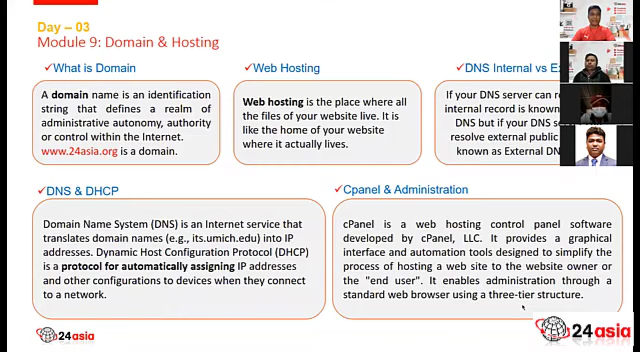 Day – 03
Module 9: Domain & Hosting
✓What is Domain
A domain name is an identification
string that defines a realm of
administrative autonomy, authority
or control within the Internet.
www.24asia.org is a domain.
✓Web Hosting
Web hosting is the place where all
the files of your website live. It is
like the home of your website
where it actually lives.
✓DNS Internal vs Ex
If your DNS server can re
internal record is known
DNS but if your DNS se
resolve external public
known as External DN
✓DNS & DHCP
Domain Name System (DNS) is an Internet service that
translates domain names (e.g., its.umich.edu) into IP
addresses. Dynamic Host Configuration Protocol (DHCP)
is a protocol for automatically assigning IP addresses
and other configurations to devices when they connect
to a network.
✓Cpanel & Administration
cPanel is a web hosting control panel software
developed by cPanel, LLC. It provides a graphical
interface and automation tools designed to simplify the
process of hosting a web site to the website owner or
the "end user". It enables administration through a
standard web browser using a three-tier structure.
24asia
24asia